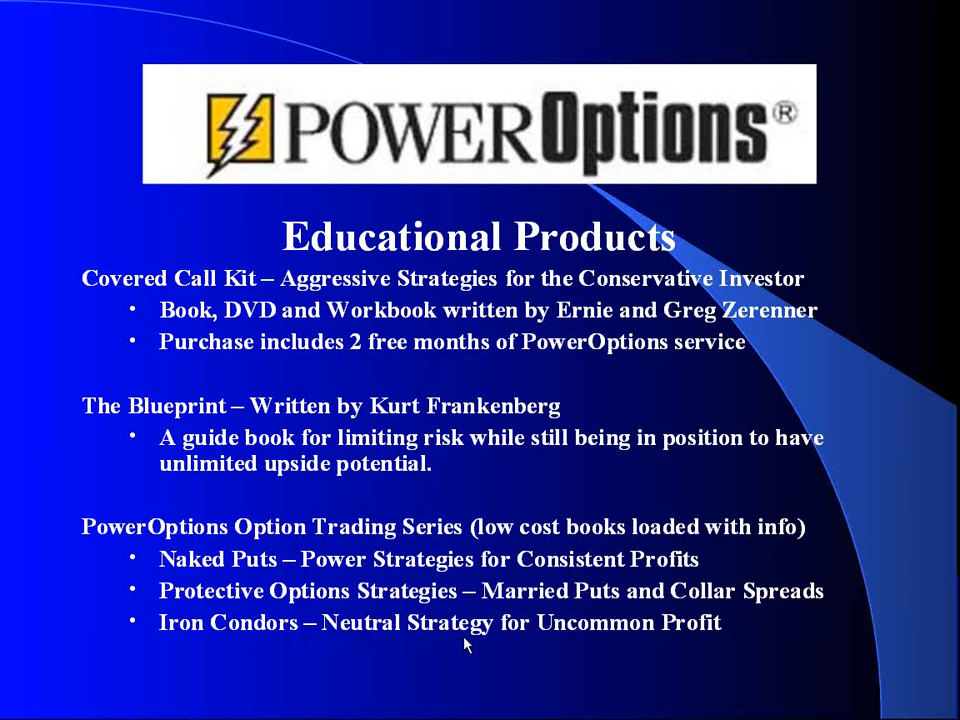 POWEROptions®
Educational Products
Covered Call Kit – Aggressive Strategies for the Conservative Investor
• Book, DVD and Workbook written by Ernie and Greg Zerenner
• Purchase includes 2 free months of PowerOptions service
The Blueprint – Written by Kurt Frankenberg
• A guide book for limiting risk while still being in position to have
unlimited upside potential.
PowerOptions Option Trading Series (low cost books loaded with info)
• Naked Puts – Power Strategies for Consistent Profits
• Protective Options Strategies – Married Puts and Collar Spreads
• Iron Condors – Neutral Strategy for Uncommon Profit